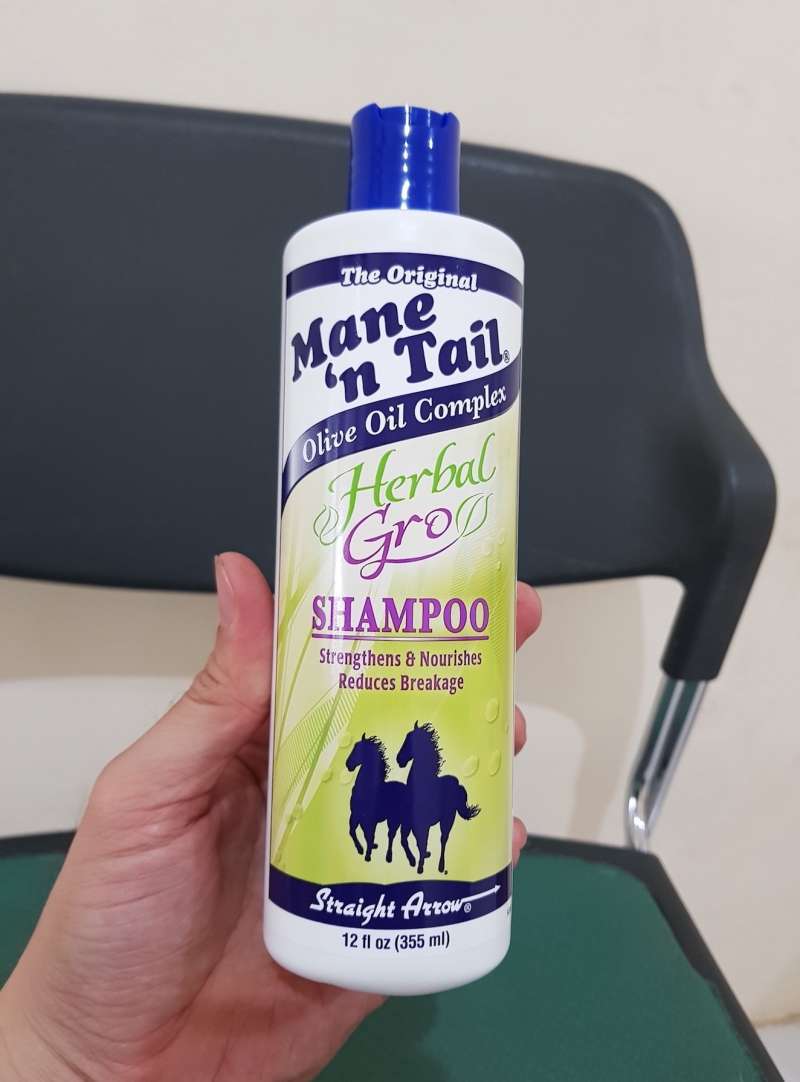 The Original
Mane
'n Tail®
Olive Oil Complex
Herbal
Gro
SHAMPOO
Strengthens & Nourishes
Reduces Breakage
Straight Arrow®
12 fl oz (355 ml)